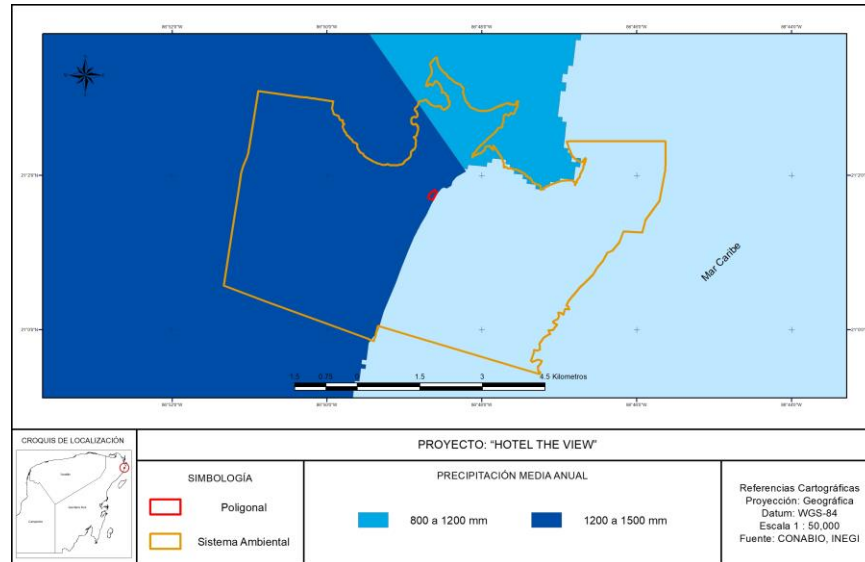 Mar Caribe
1.5 0.75 0 1.5 3 4.5 Kilometros
CROQUIS DE LOCALIZACIÓN
PROYECTO: “HOTEL THE VIEW”
SIMBOLOGÍA
Poligonal
Sistema Ambiental
PRECIPITACIÓN MEDIA ANUAL
800 a 1200 mm
1200 a 1500 mm
Referencias Cartográficas
Proyección: Geográfica
Datum: WGS-84
Escala 1 : 50,000
Fuente: CONABIO, INEGI